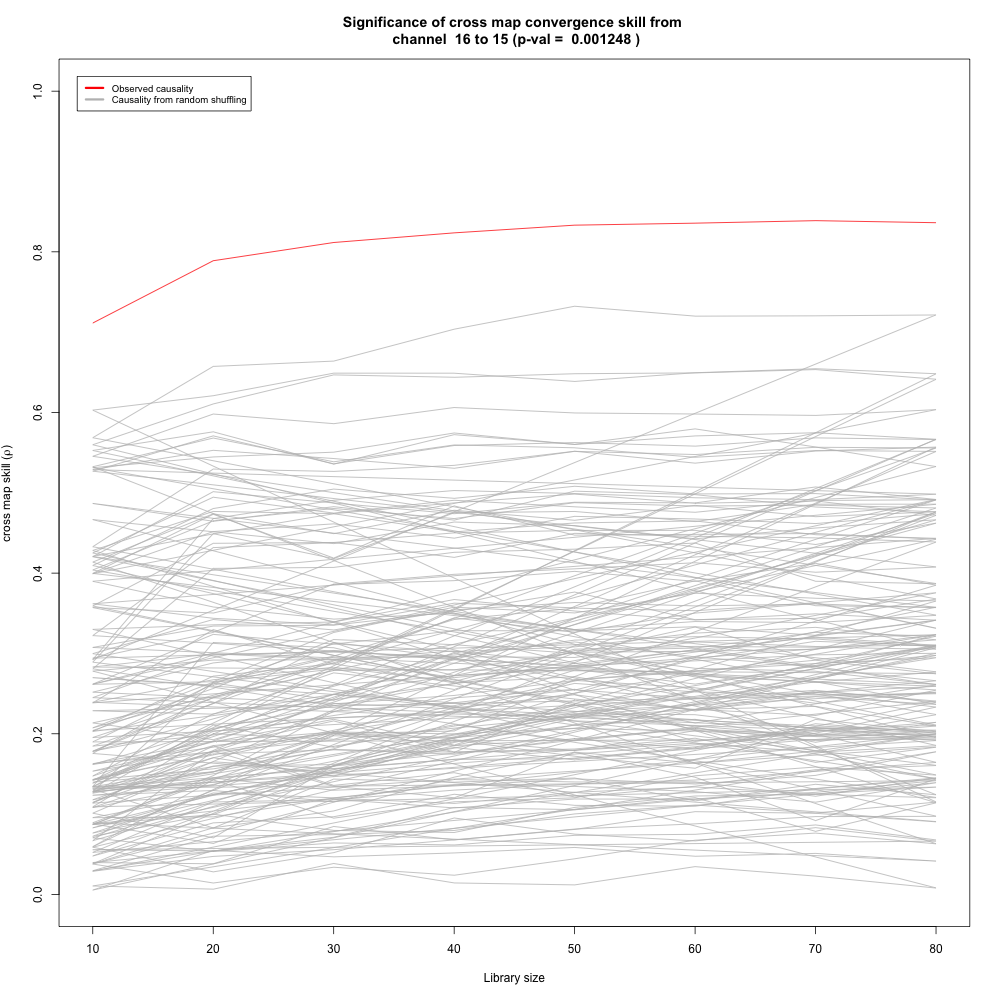 Significance of cross map convergence skill from
channel  16 to 15 (p-val =  0.001248 )
Observed causality
Causality from random shuffling
1.0
0.8
0.6
0.4
0.2
0.0
cross map skill (ρ)
10 20 30 40 50 60 70 80
Library size